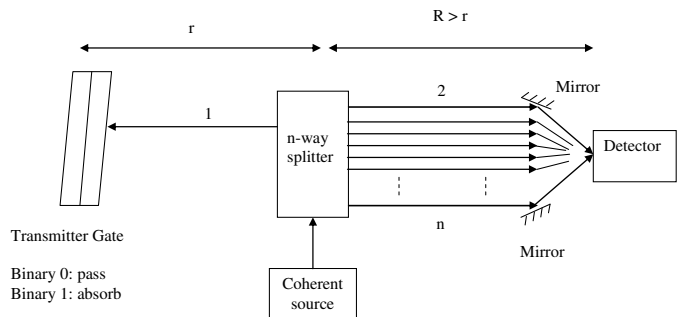 r
R > r
2
Mirror
1
n-way
splitter
Detector
n
Transmitter Gate
Mirror
Binary 0: pass
Binary 1: absorb
Coherent
source